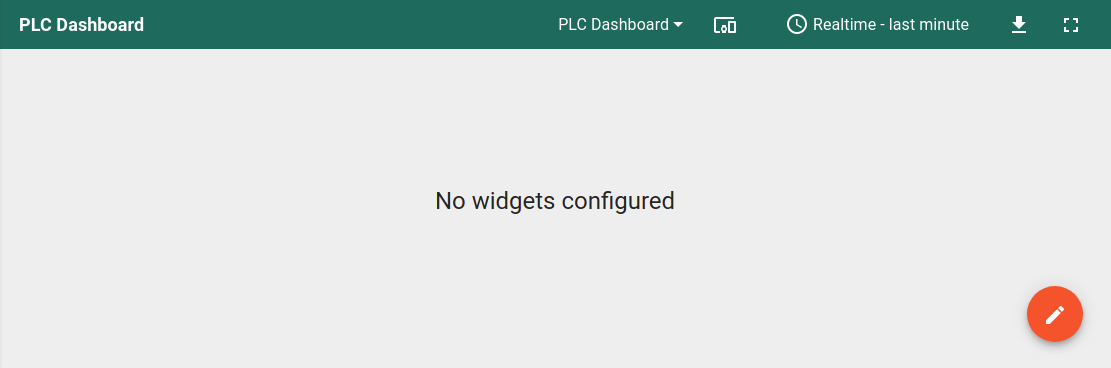 PLC Dashboard
PLC Dashboard
Realtime - last minute
No widgets configured